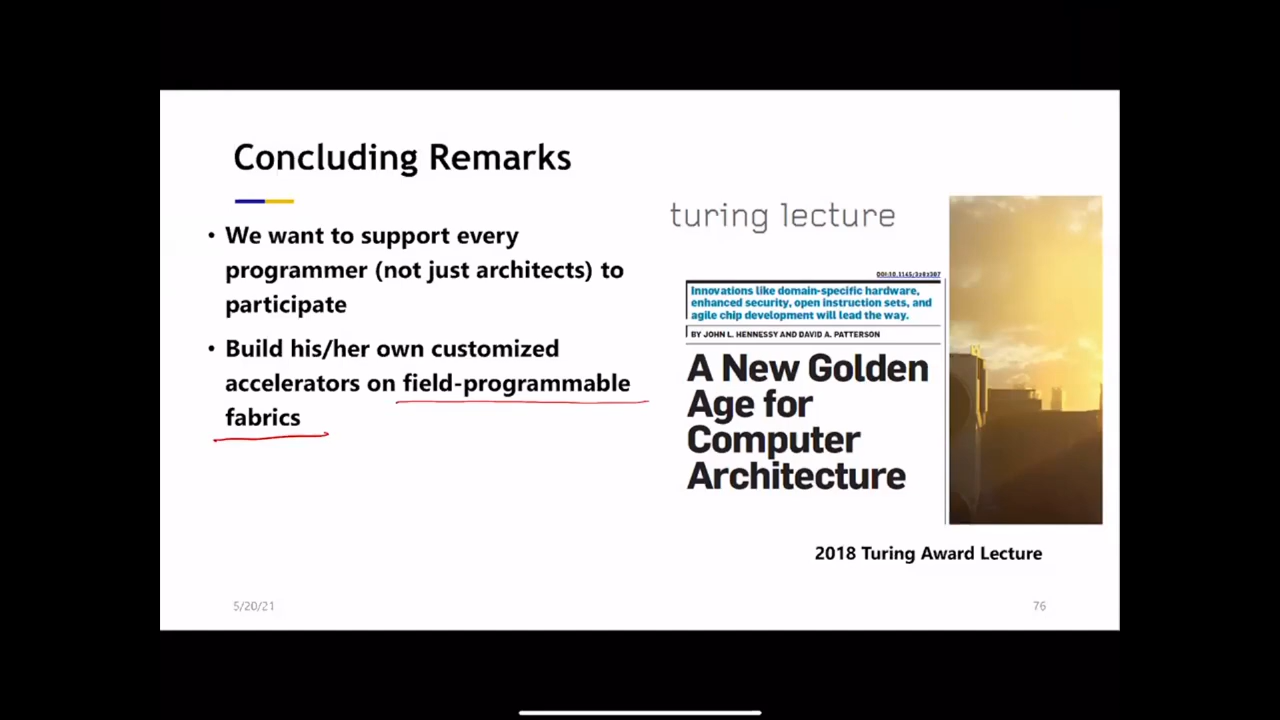 Concluding Remarks
• We want to support every
programmer (not just architects) to
participate
• Build his/her own customized
accelerators on field-programmable
fabrics
turing lecture
Innovations like domain-specific hardware,
enhanced security, open instruction sets, and
agile chip development will lead the way.
BY JOHN L. HENNESSY AND DAVID A. PATTERSON
A New Golden
Age for
Computer
Architecture
2018 Turing Award Lecture
5/20/21
76